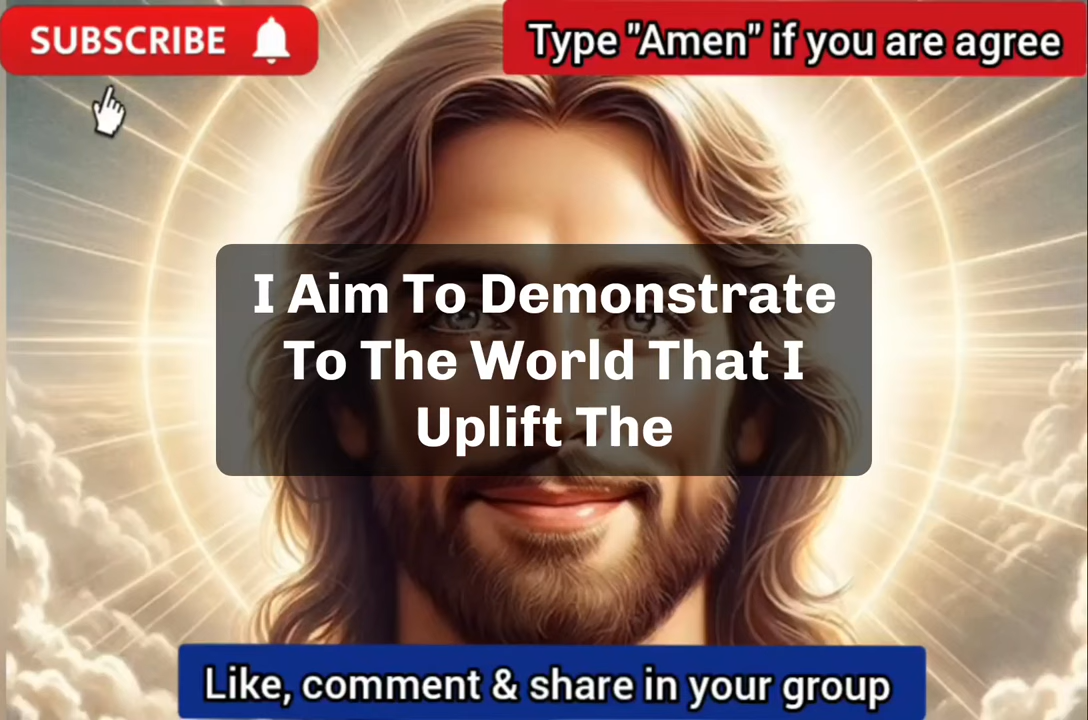 SUBSCRIBE
Type "Amen" if you are agree
I Aim To Demonstrate
To The World That I
Uplift The
Like, comment & share in your group